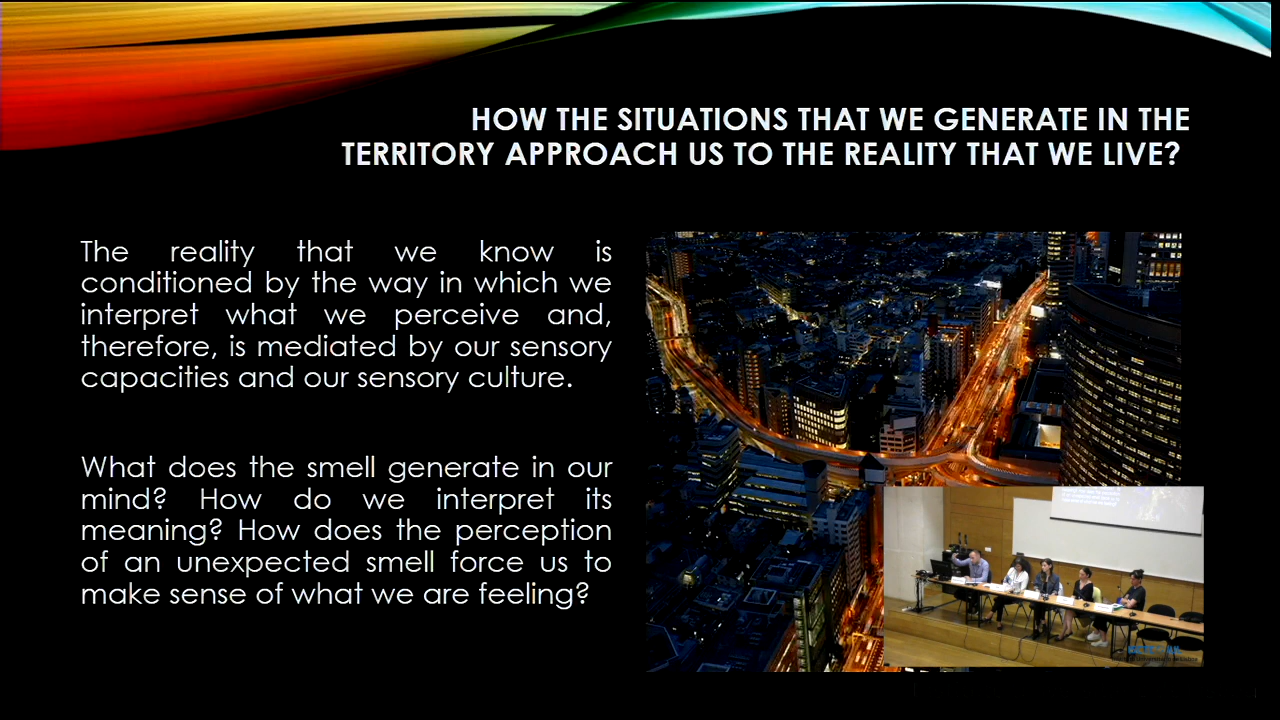 HOW THE SITUATIONS THAT WE GENERATE IN THE
TERRITORY APPROACH US TO THE REALITY THAT WE LIVE?
The reality that we know is
conditioned by the way in which we
interpret what we perceive and,
therefore, is mediated by our sensory
capacities and our sensory culture.
What does the smell generate in our
mind? How do we interpret its
meaning? How does the perception
of an unexpected smell force us to
make sense of what we are feeling?